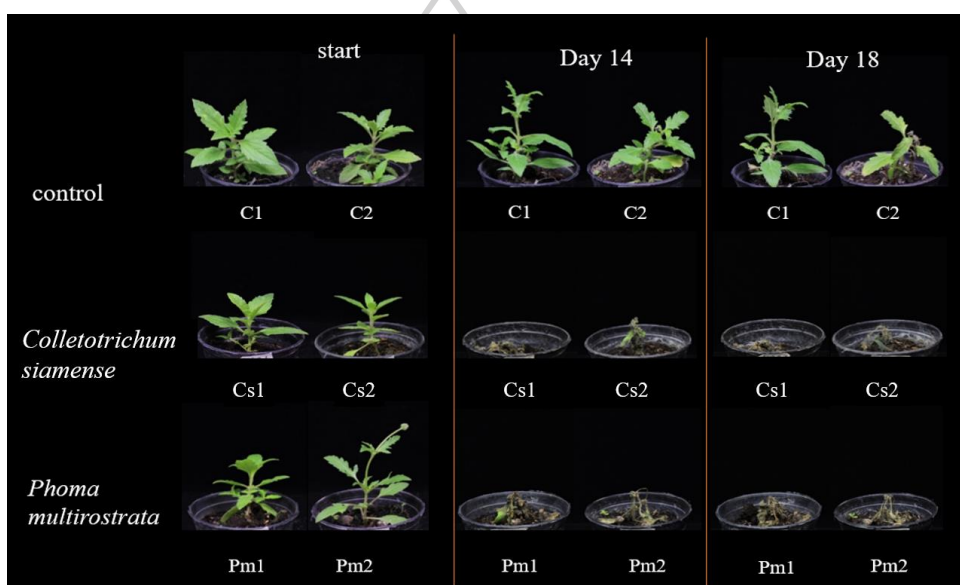 start
Day 14
Day 18
control
C1
C2
C1
C2
C1
C2
Colletotrichum
siamense
Cs1
Cs2
Cs1
Cs2
Cs1
Cs2
Phoma
multirostrata
Pm1
Pm2
Pm1
Pm2
Pm1
Pm2